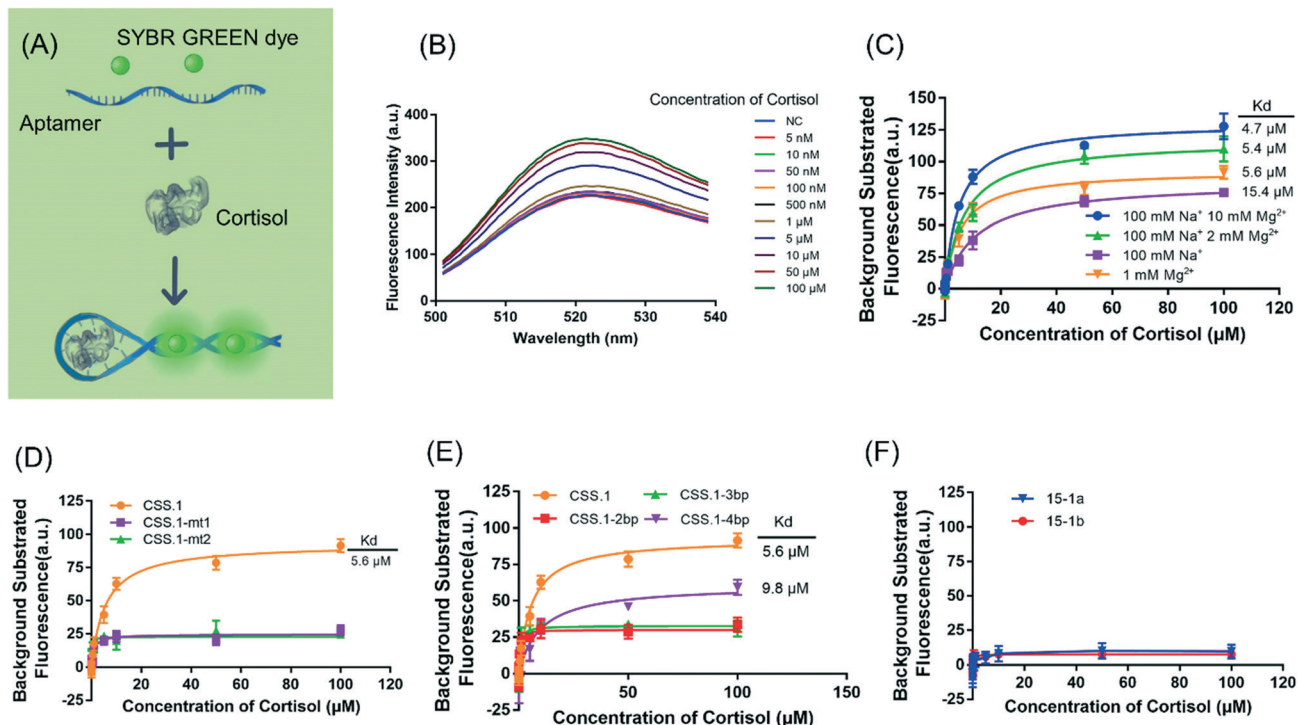 (A)
SYBR GREEN dye
Aptamer
Cortisol
(B)
Concentration of Cortisol
NC
5 nM
10 nM
50 nM
100 nM
500 nM
1 µM
5 µM
10 µM
50 µM
100 µM
Fluorescence Intensity (a.u.)
400
300
200
100
0
501
510
520
530
540
Wavelength (nm)
(C)
Background Substrated
Fluorescence(a.u.)
150
125
100
75
50
25
0
-25
20 40 60 80 100 120
Concentration of Cortisol (µM)
Kd
4.7 µM
5.4 µM
5.6 µM
15.4 µM
100 mM Na⁺ 10 mM Mg²⁺
100 mM Na⁺ 2 mM Mg²⁺
100 mM Na⁺
1 mM Mg²⁺
(D)
Background Substrated
Fluorescence(a.u.)
125
100
75
50
25
0
-25
20 40 60 80 100 120
Concentration of Cortisol (µM)
CSS.1
CSS.1-mt1
CSS.1-mt2
Kd
5.6 µM
(E)
Background Substrated
Fluorescence(a.u.)
125
100
75
50
25
0
-25
50 100 150
Concentration of Cortisol (µM)
CSS.1 CSS.1-3bp
CSS.1-2bp CSS.1-4bp
Kd
5.6 µM
9.8 µM
(F)
Background Substrated
Fluorescence(a.u.)
125
100
75
50
25
0
-25
20 40 60 80 100 120
Concentration of Cortisol (µM)
15-1a
15-1b